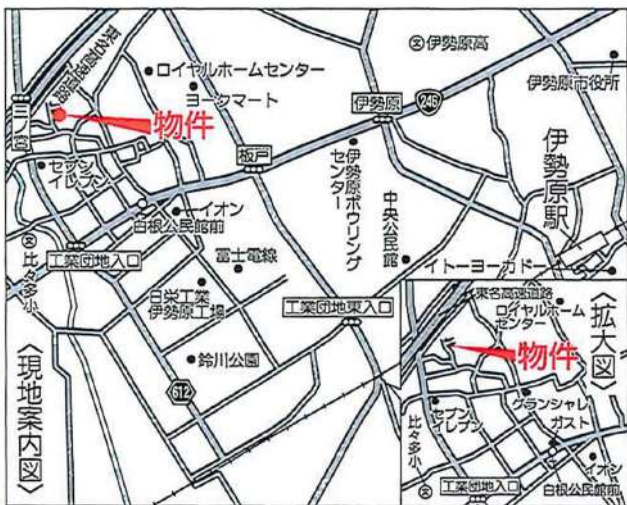 東名高速道路
三ノ宮
ロイヤルホームセンター
ヨークマート
物件
伊勢原高
伊勢原
246
伊勢原市役所
セブン
イレブン
板戸
伊勢原ボウリング
センター
中央公民館
伊勢原駅
イオン
白根公民館前
比々多小
工業団地入口
富士電線
イトーヨーカドー
日栄工業
伊勢原工場
工業団地東入口
鈴川公園
612
〈現地案内図〉
東名高速道路
ロイヤルホーム
センター
〈拡大図〉
物件
セブン
イレブン
グランシャレ
ガスト
比々多小
イオン
白根公民館前
工業団地入口